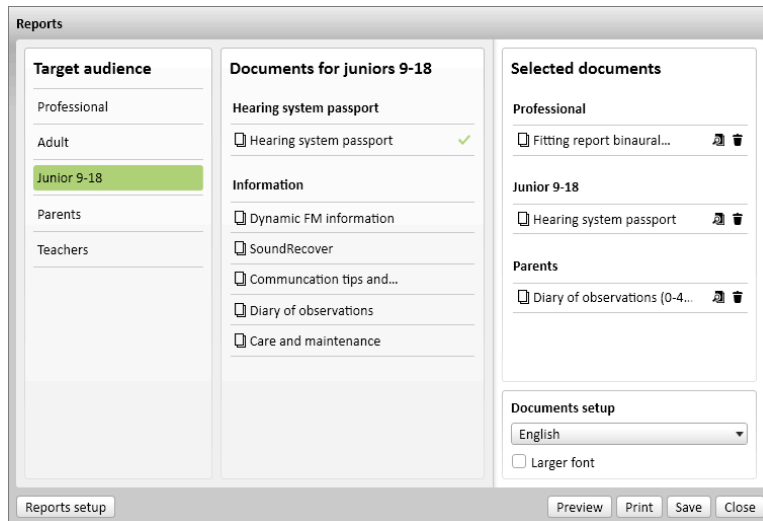 Reports
Target audience
Professional
Adult
Junior 9-18
Parents
Teachers
Documents for juniors 9-18
Hearing system passport
Hearing system passport
Information
Dynamic FM information
SoundRecover
Communcation tips and...
Diary of observations
Care and maintenance
Selected documents
Professional
Fitting report binaural...
Junior 9-18
Hearing system passport
Parents
Diary of observations (0-4...
Documents setup
English
Larger font
Reports setup
Preview
Print
Save
Close